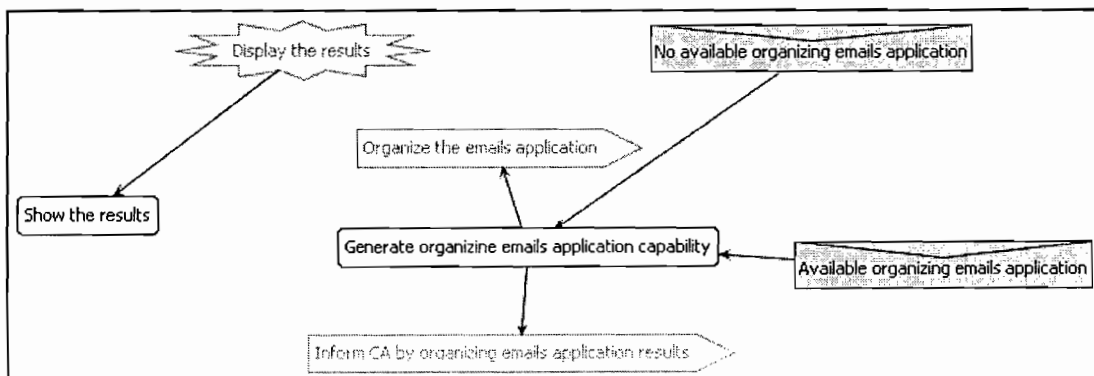 Display the results
No available organizing emails application
Organize the emails application
Show the results
Generate organizine emails application capability
Available organizing emails application
Inform CA by organizing emails application results